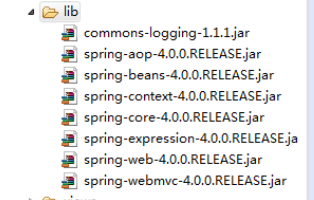 lib
commons-logging-1.1.1.jar
spring-aop-4.0.0.RELEASE.jar
spring-beans-4.0.0.RELEASE.jar
spring-context-4.0.0.RELEASE.jar
spring-core-4.0.0.RELEASE.jar
spring-expression-4.0.0.RELEASE.ja
spring-web-4.0.0.RELEASE.jar
spring-webmvc-4.0.0.RELEASE.jar